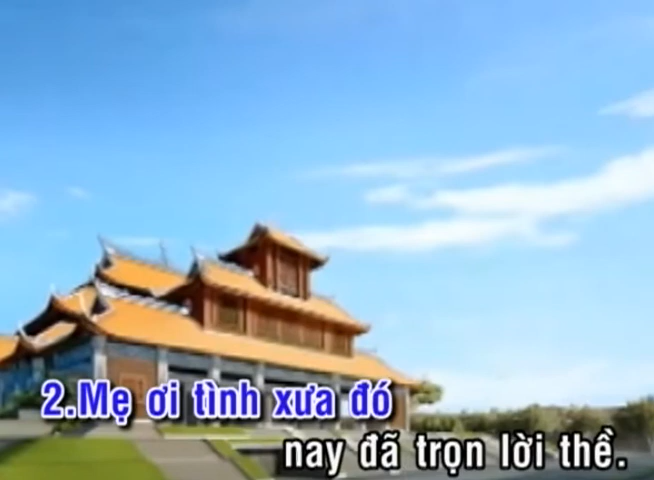 2.Mẹ ơi tình xưa đó
nay đã trọn lời thề.